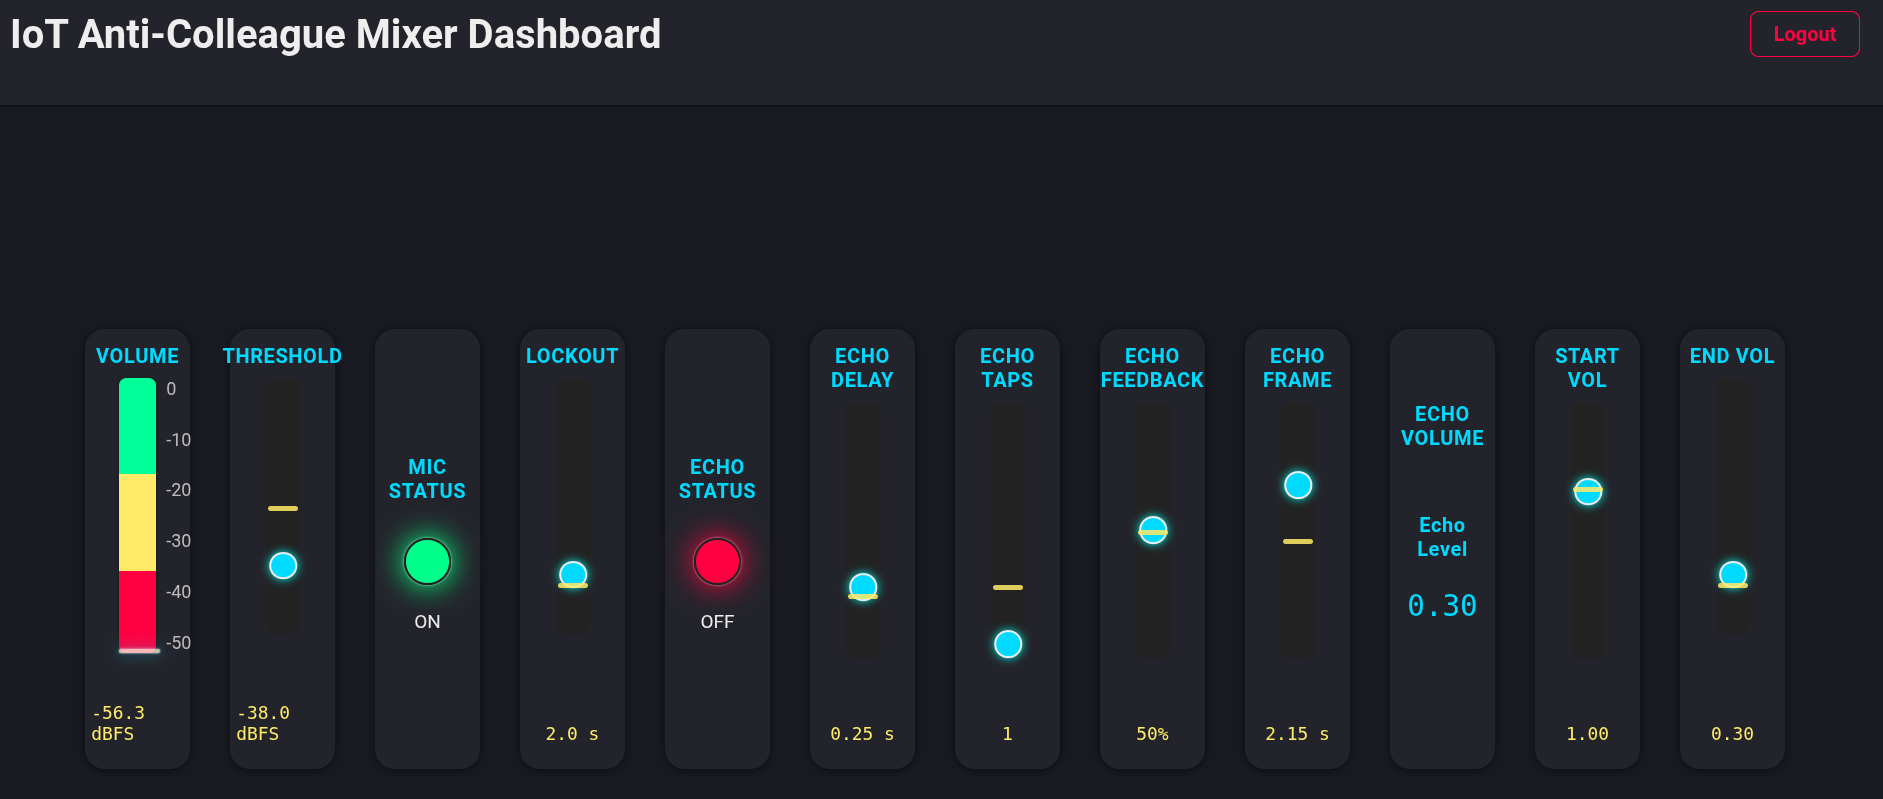 IoT Anti-Colleague Mixer Dashboard
Logout
VOLUME
0
-10
-20
-30
-40
-50
-56.3
dBFS
THRESHOLD
-38.0
dBFS
MIC
STATUS
ON
LOCKOUT
2.0 s
ECHO
STATUS
OFF
ECHO
DELAY
0.25 s
ECHO
TAPS
1
ECHO
FEEDBACK
50%
ECHO
FRAME
2.15 s
ECHO
VOLUME
Echo
Level
0.30
START
VOL
1.00
END VOL
0.30